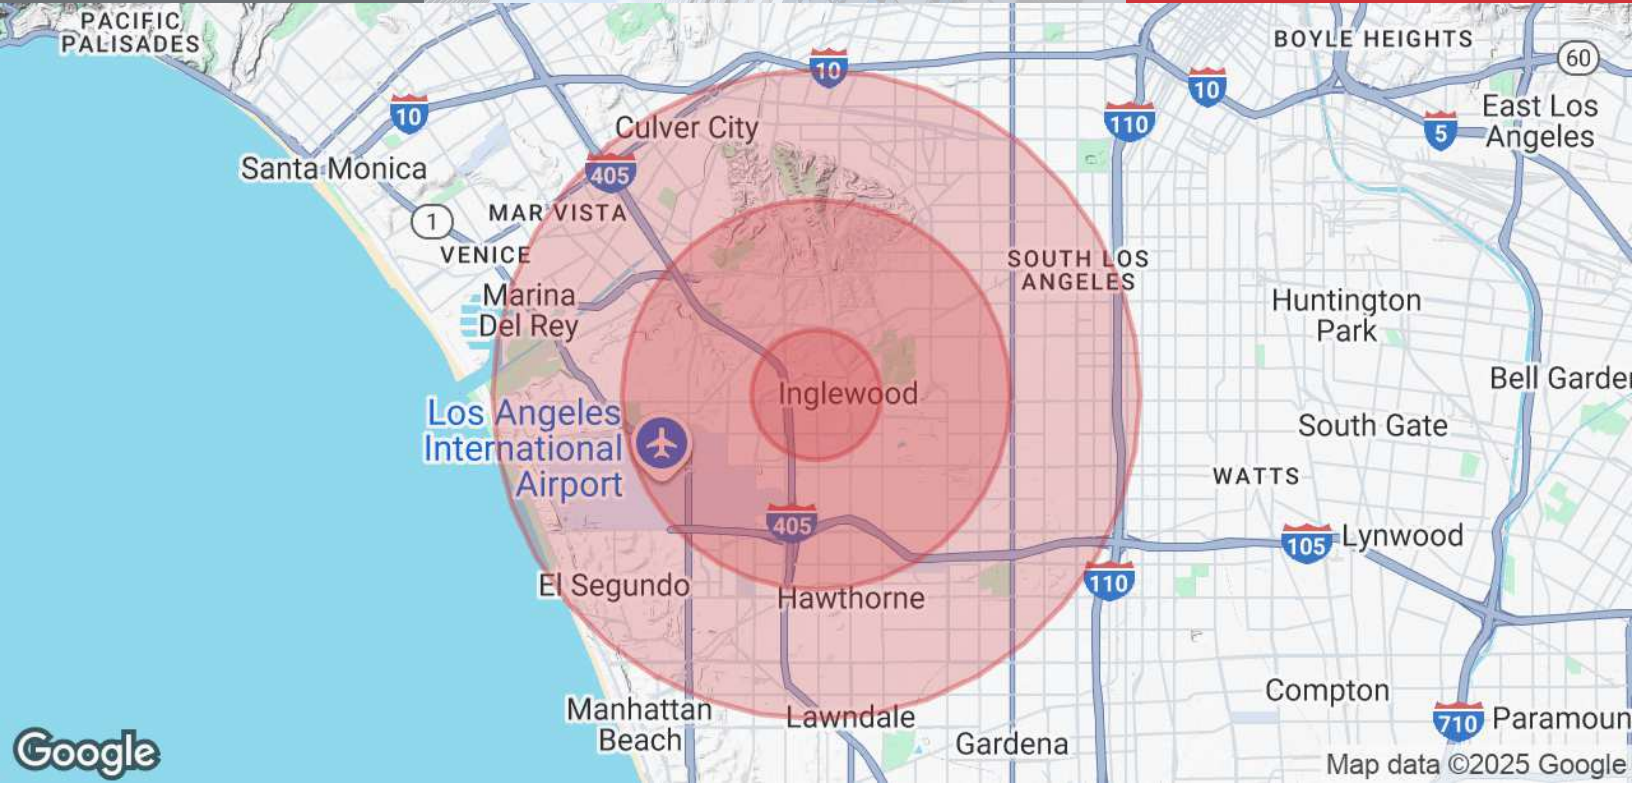 PACIFIC
PALISADES
BOYLE HEIGHTS
60
10
10
10
East Los
Angeles
110
5
Culver City
Santa Monica
405
1
MAR VISTA
VENICE
SOUTH LOS
ANGELES
Marina
Del Rey
Huntington
Park
Inglewood
Bell Garder
Los Angeles
International
Airport
South Gate
WATTS
405
105
Lynwood
110
El Segundo
Hawthorne
Compton
Manhattan
Beach
Lawndale
Gardena
710
Paramoun
Google
Map data ©2025 Google